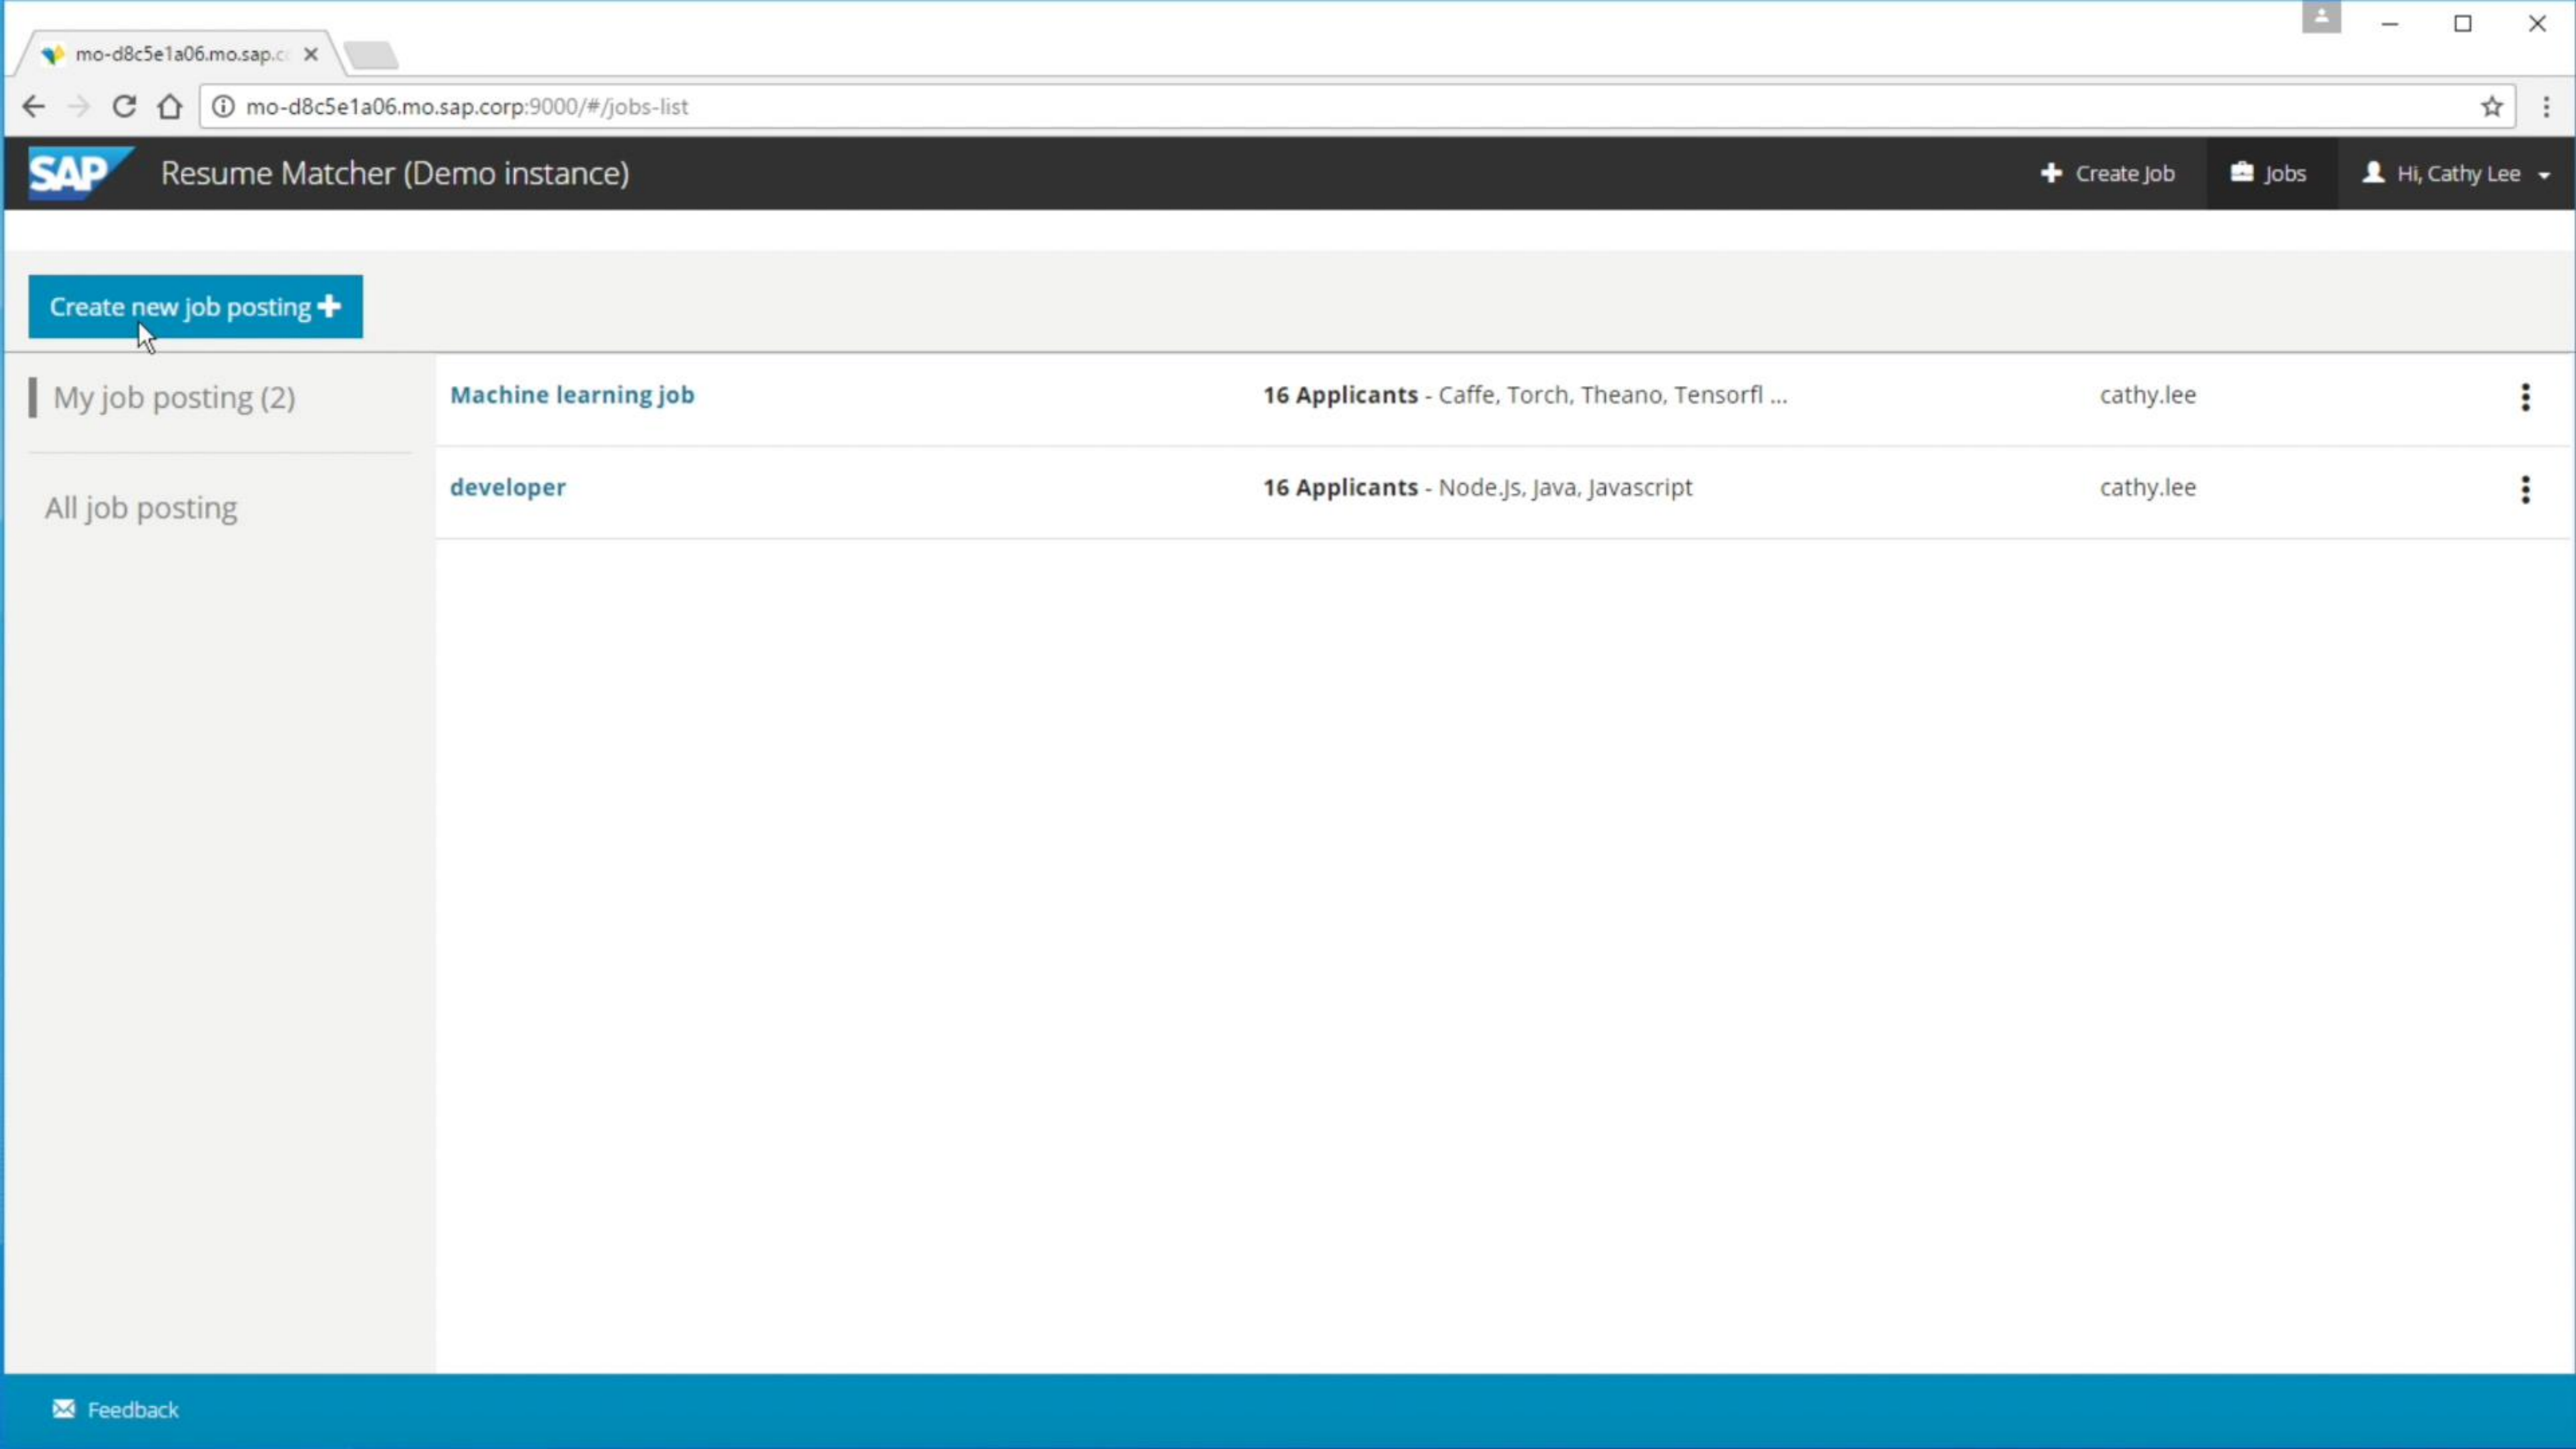 mo-d8c5e1a06.mo.sap.c
mo-d8c5e1a06.mo.sap.corp:9000/#/jobs-list
SAP Resume Matcher (Demo instance) Create Job Jobs Hi, Cathy Lee
Create new job posting
My job posting (2)
All job posting
Machine learning job 16 Applicants - Caffe, Torch, Theano, Tensorfl ... cathy.lee
developer 16 Applicants - Node.Js, Java, Javascript cathy.lee
Feedback